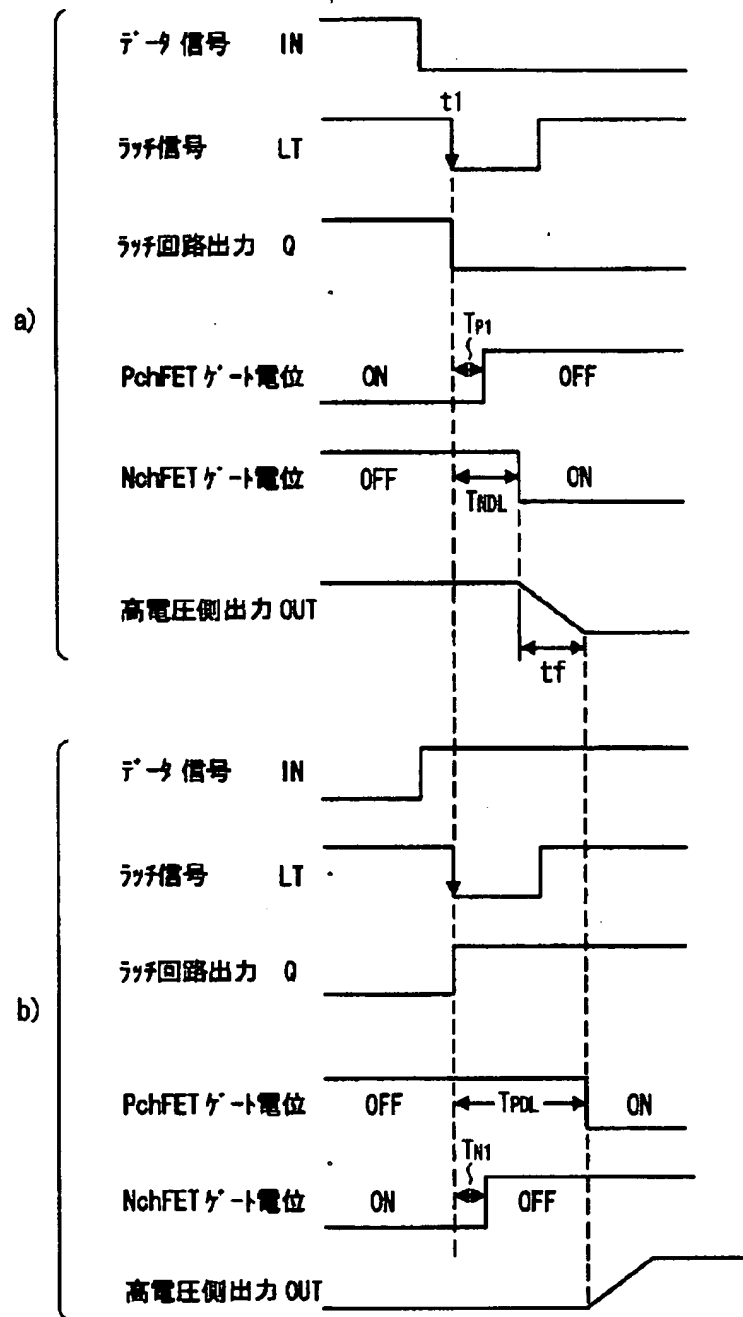 a)
データ信号 IN
t1
ラッチ信号 LT
ラッチ回路出力 Q
TP1
PchFETゲート電位 ON OFF
NchFETゲート電位 OFF ON
TNDL
高電圧側出力 OUT
tf
b)
データ信号 IN
ラッチ信号 LT
ラッチ回路出力 Q
PchFETゲート電位 OFF TPDL ON
TN1
NchFETゲート電位 ON OFF
高電圧側出力 OUT